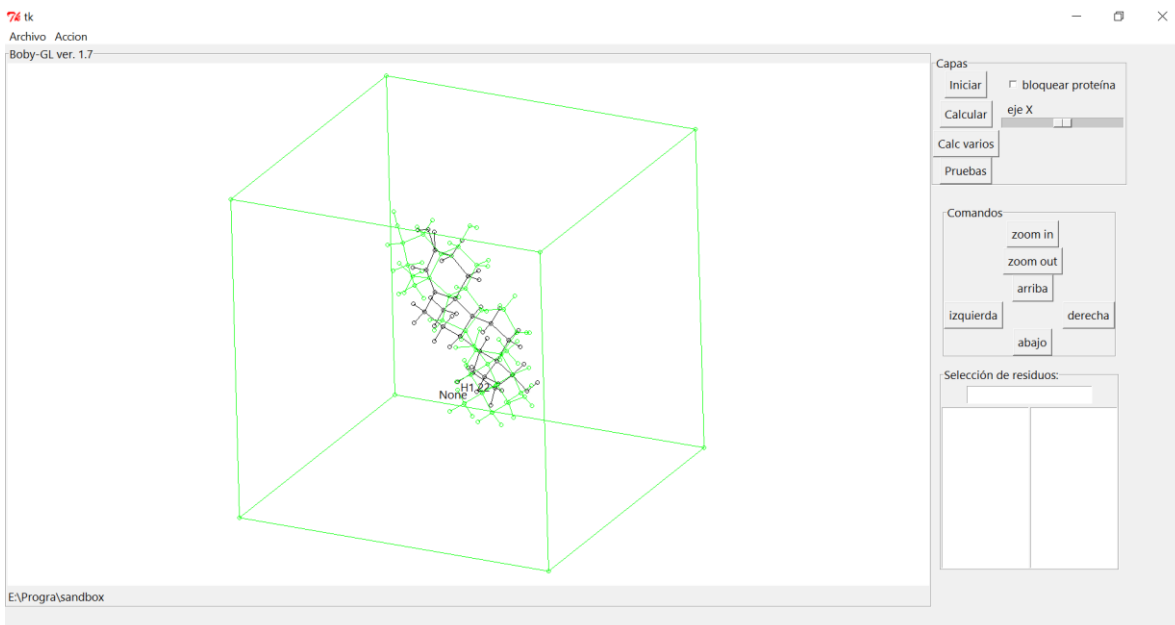 tk
Archivo Accion
Boby-GL ver. 1.7
Capas
Iniciar
bloquear proteína
Calcular
eje X
Calc varios
Pruebas
Comandos
zoom in
zoom out
arriba
izquierda
derecha
abajo
Selección de residuos:
H1,22
None
E:\Progra\sandbox